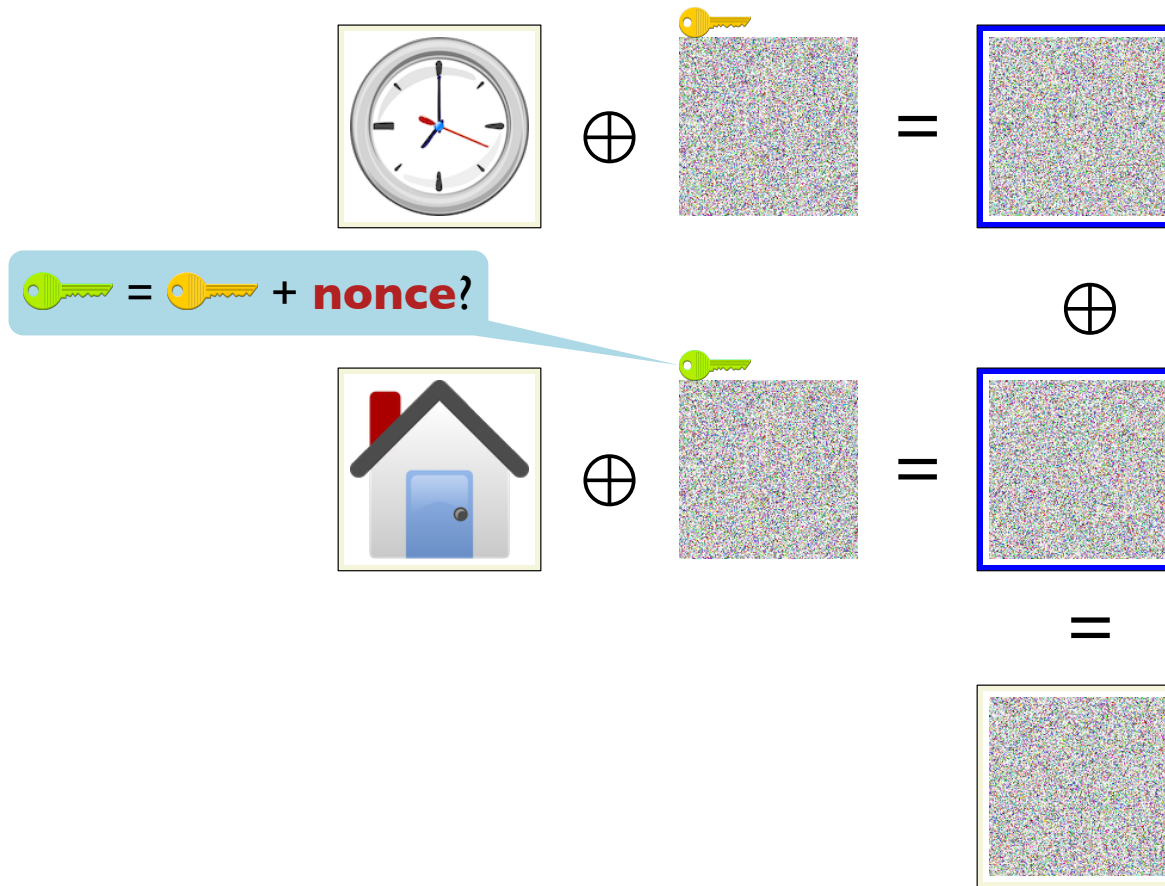 ⊕ =
= + nonce?
⊕
⊕ =
=